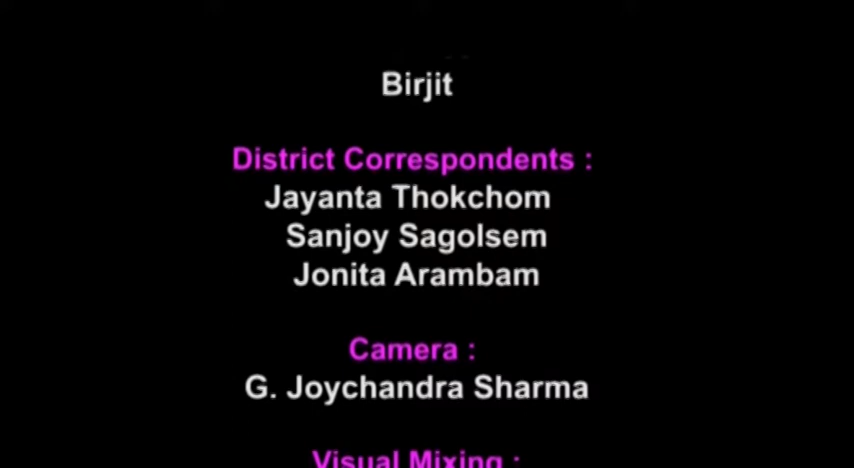 Birjit
District Correspondents :
Jayanta Thokchom
Sanjoy Sagolsem
Jonita Arambam
Camera :
G. Joychandra Sharma
Visual Mixing :